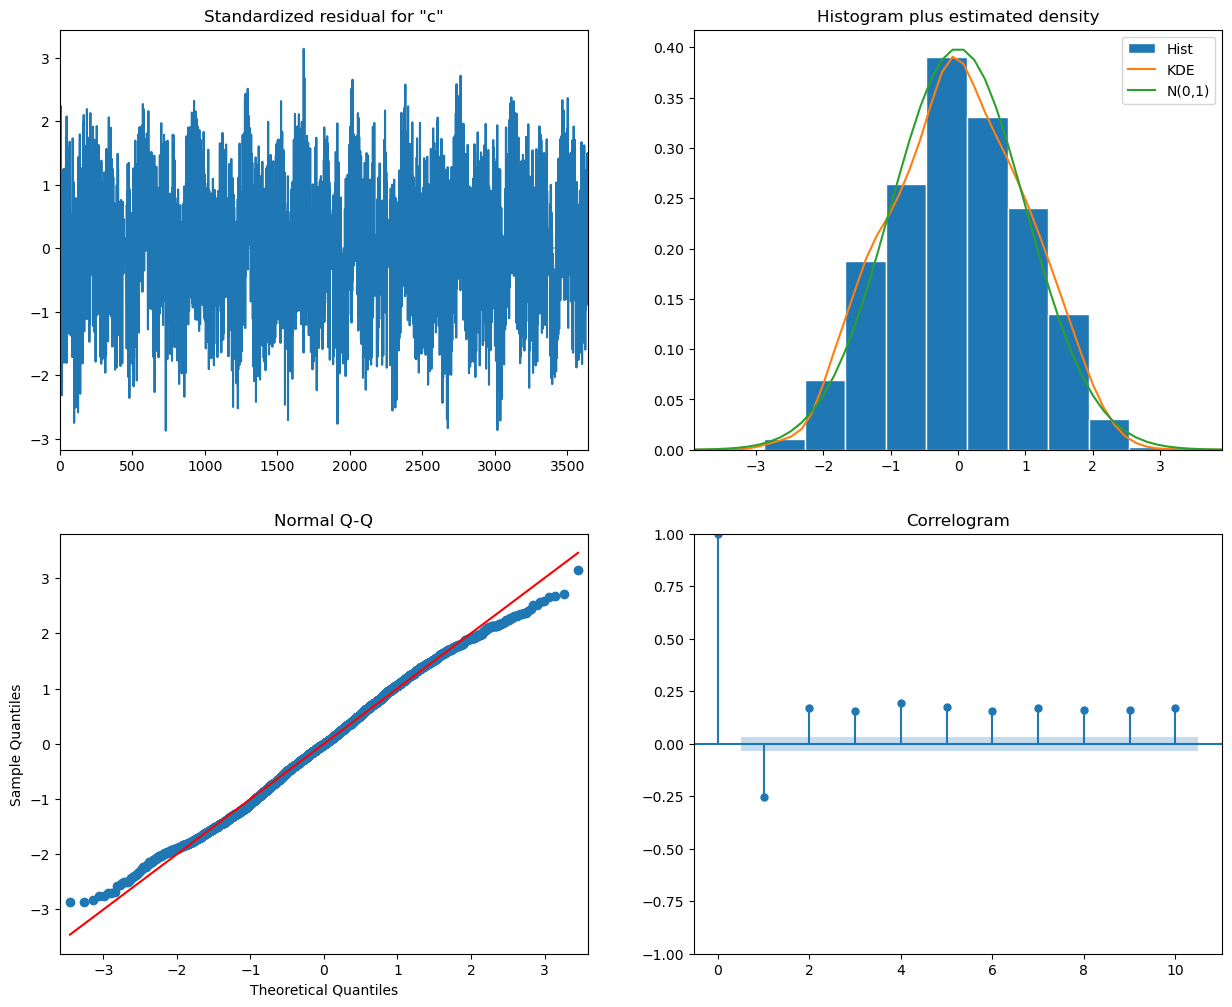 Standardized residual for "c"
3
2
1
0
−1
−2
−3
0 500 1000 1500 2000 2500 3000 3500
Histogram plus estimated density
Hist
KDE
N(0,1)
0.40
0.35
0.30
0.25
0.20
0.15
0.10
0.05
0.00
−3 −2 −1 0 1 2 3
Normal Q-Q
Sample Quantiles
3
2
1
0
−1
−2
−3
−3 −2 −1 0 1 2 3
Theoretical Quantiles
Correlogram
1.00
0.75
0.50
0.25
0.00
−0.25
−0.50
−0.75
−1.00
0 2 4 6 8 10